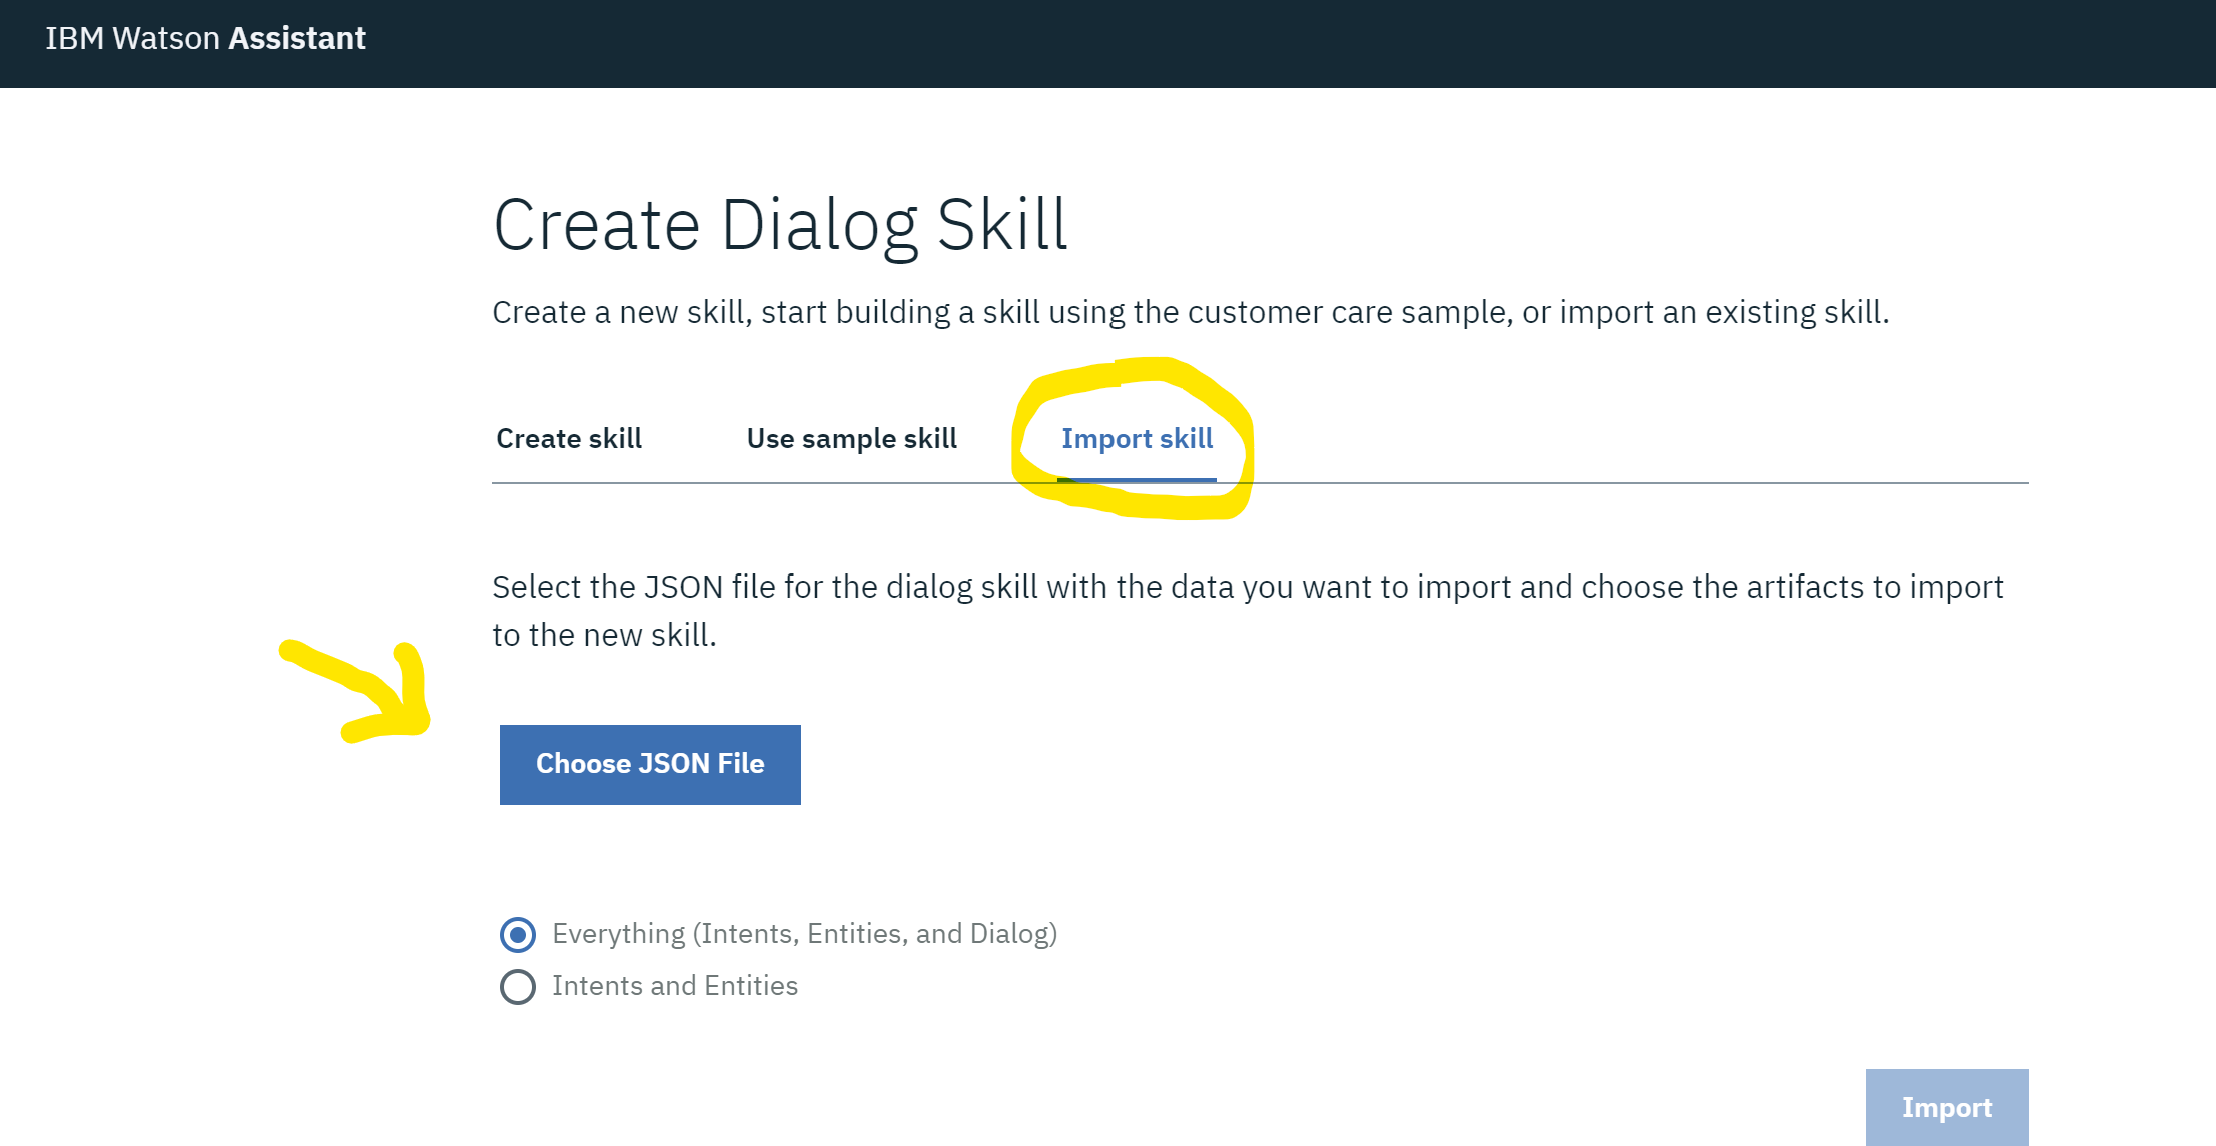 IBM Watson Assistant
Create Dialog Skill
Create a new skill, start building a skill using the customer care sample, or import an existing skill.
Create skill
Use sample skill
Import skill
Select the JSON file for the dialog skill with the data you want to import and choose the artifacts to import
to the new skill.
Choose JSON File
Everything (Intents, Entities, and Dialog)
Intents and Entities
Import